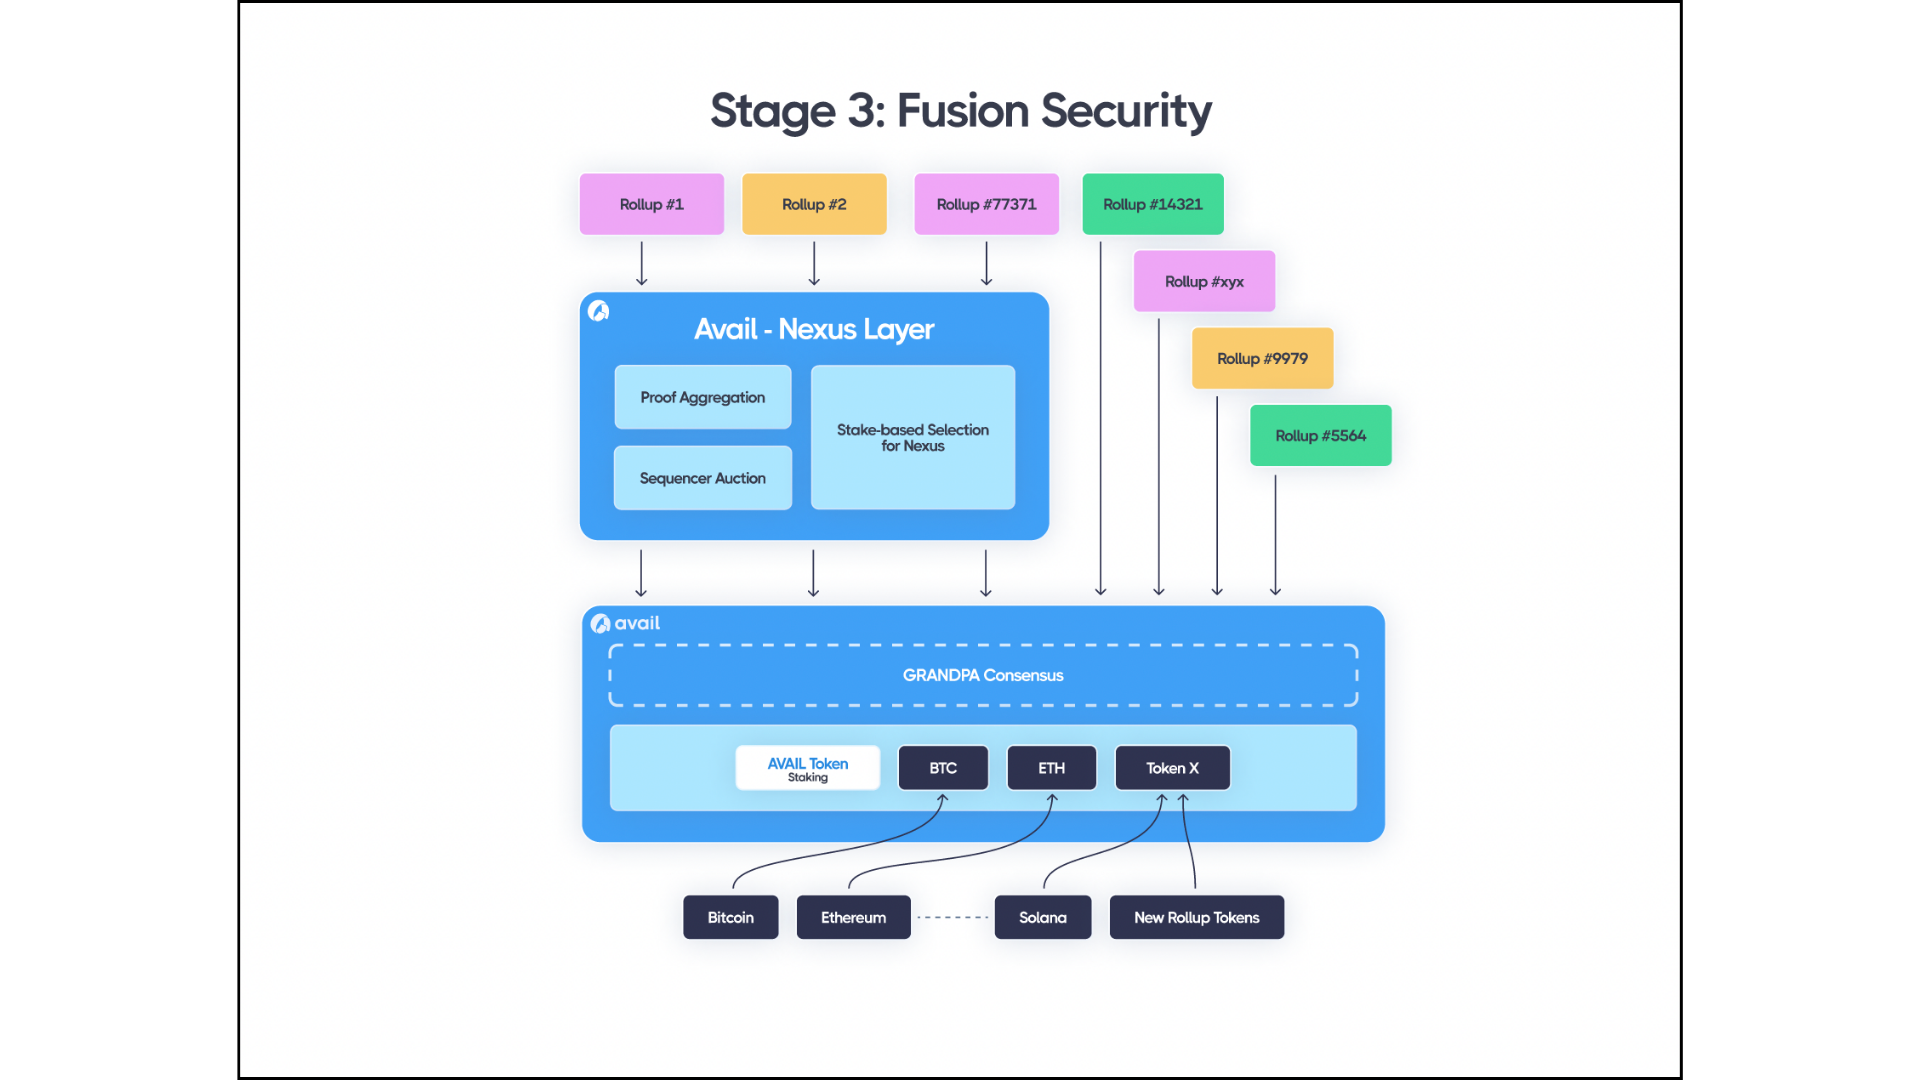 Stage 3: Fusion Security
Rollup #1
Rollup #2
Rollup #77371
Rollup #14321
Rollup #xyx
Rollup #9979
Rollup #5564
Avail - Nexus Layer
Proof Aggregation
Sequencer Auction
Stake-based Selection
for Nexus
avail
GRANDPA Consensus
AVAIL Token
Staking
BTC
ETH
Token X
Bitcoin
Ethereum
Solana
New Rollup Tokens